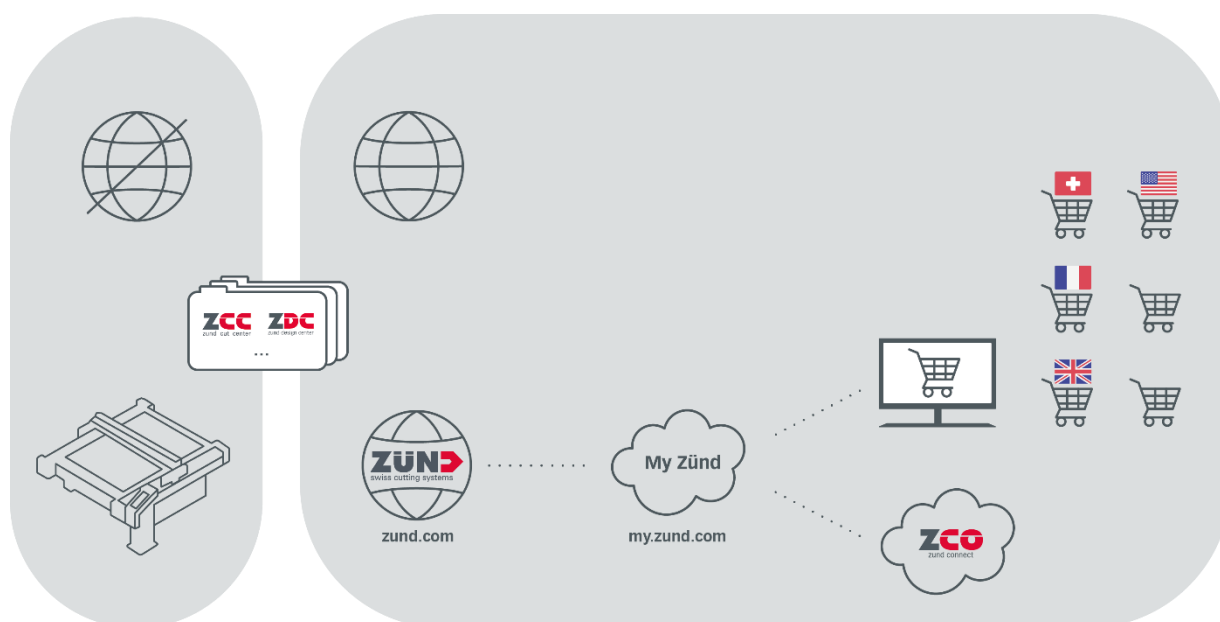 ZCC ZDC
zünd cut center zünd design center
...
ZÜND
swiss cutting systems
zund.com
My Zünd
my.zund.com
ZCO
zünd connect